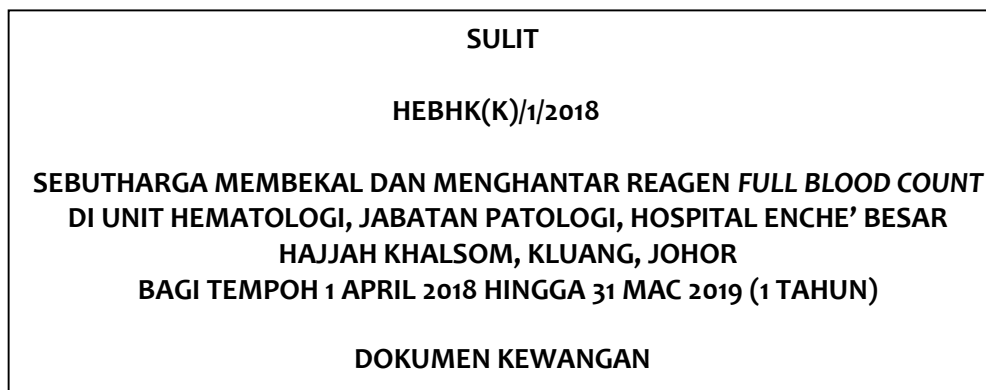 SULIT
HEBHK(K)/1/2018
SEBUTHARGA MEMBEKAL DAN MENGHANTAR REAGEN FULL BLOOD COUNT
DI UNIT HEMATOLOGI, JABATAN PATOLOGI, HOSPITAL ENCHE’ BESAR
HAJJAH KHALSOM, KLUANG, JOHOR
BAGI TEMPOH 1 APRIL 2018 HINGGA 31 MAC 2019 (1 TAHUN)
DOKUMEN KEWANGAN